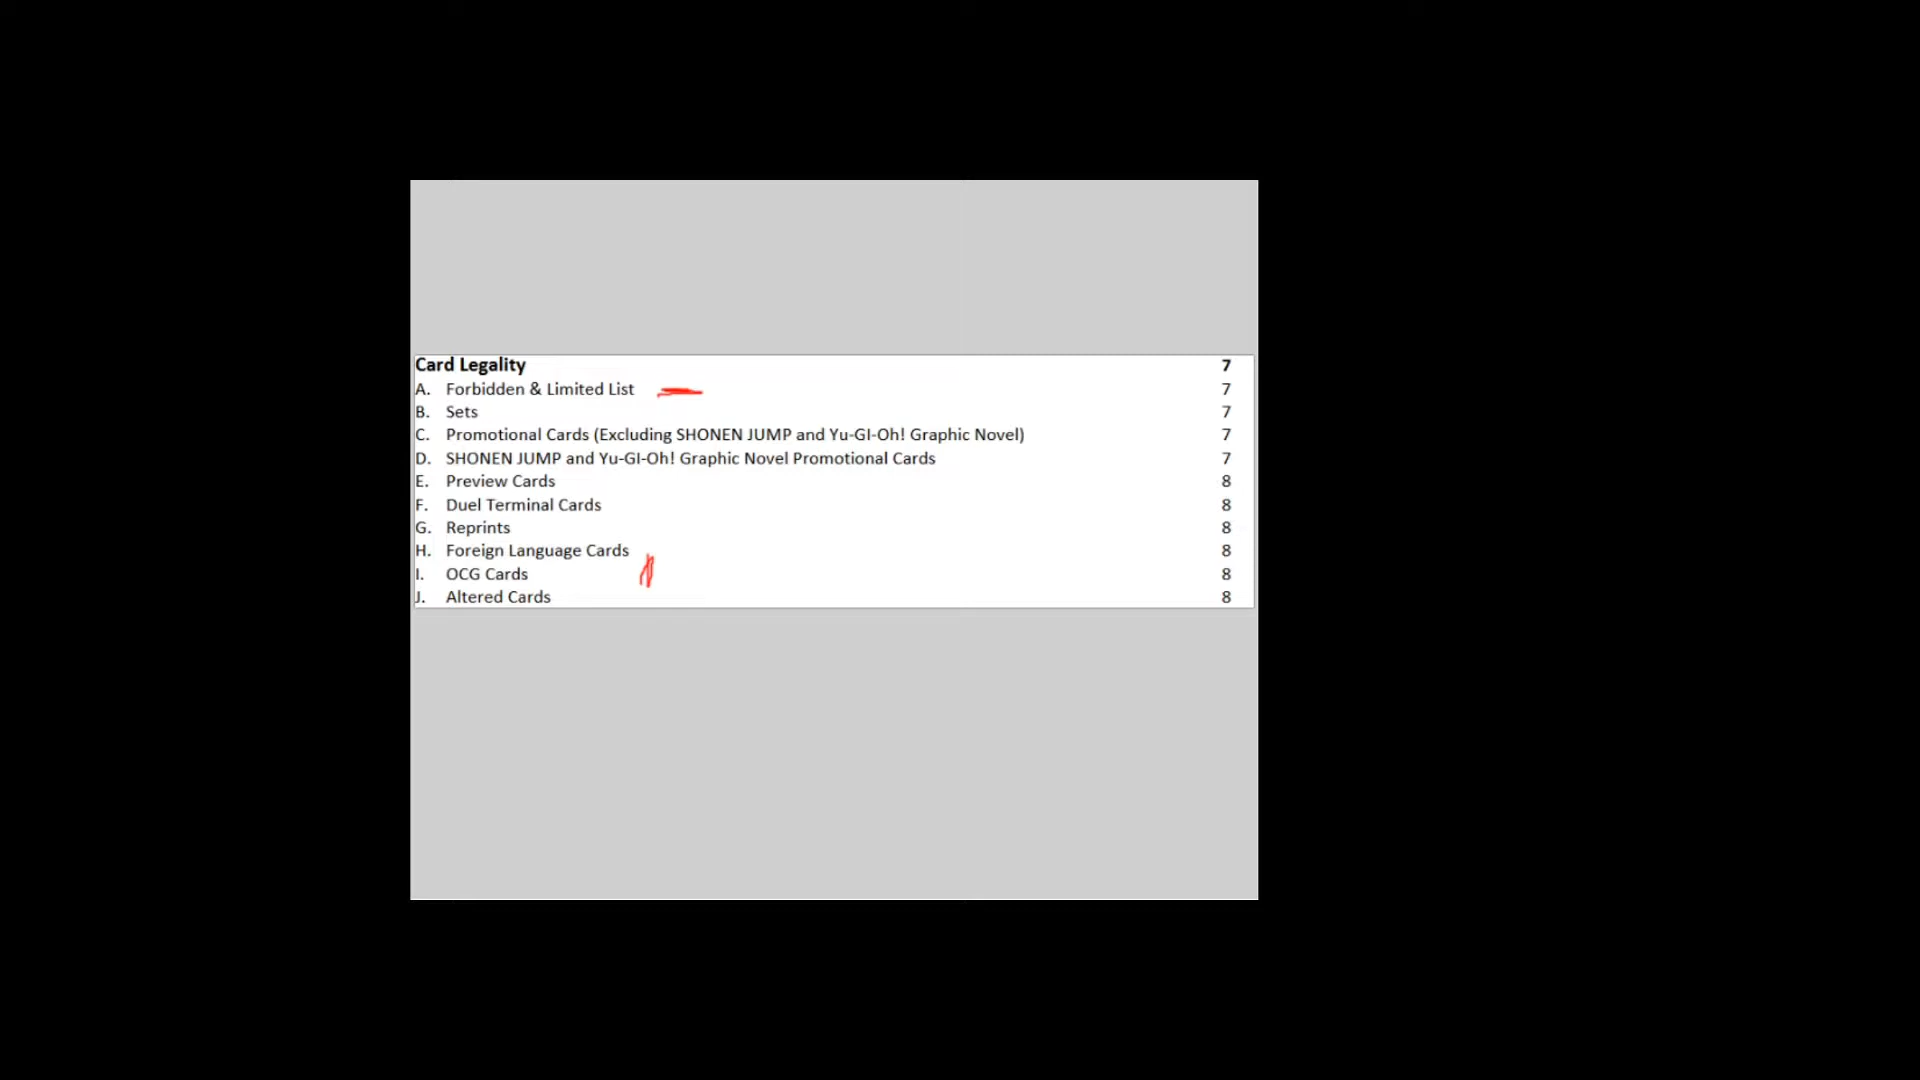 Card Legality 7
A. Forbidden & Limited List 7
B. Sets 7
C. Promotional Cards (Excluding SHONEN JUMP and Yu-GI-Oh! Graphic Novel) 7
D. SHONEN JUMP and Yu-GI-Oh! Graphic Novel Promotional Cards 7
E. Preview Cards 8
F. Duel Terminal Cards 8
G. Reprints 8
H. Foreign Language Cards 8
I. OCG Cards 8
J. Altered Cards 8